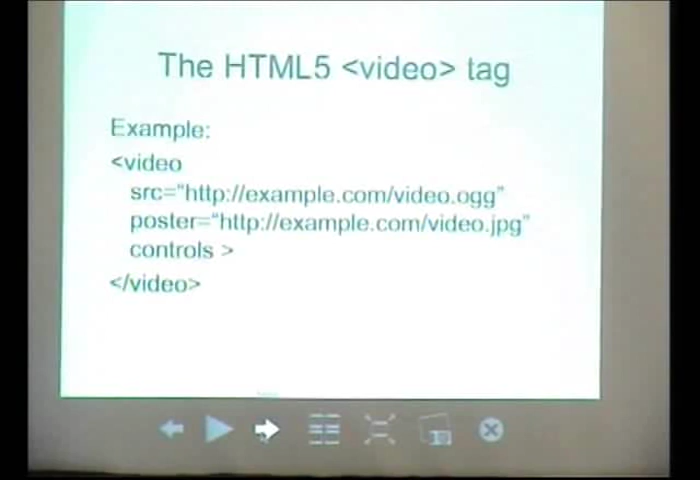 The HTML5 <video> tag
Example:
<video
src=“http://example.com/video.ogg”
poster=“http://example.com/video.jpg”
controls >
</video>